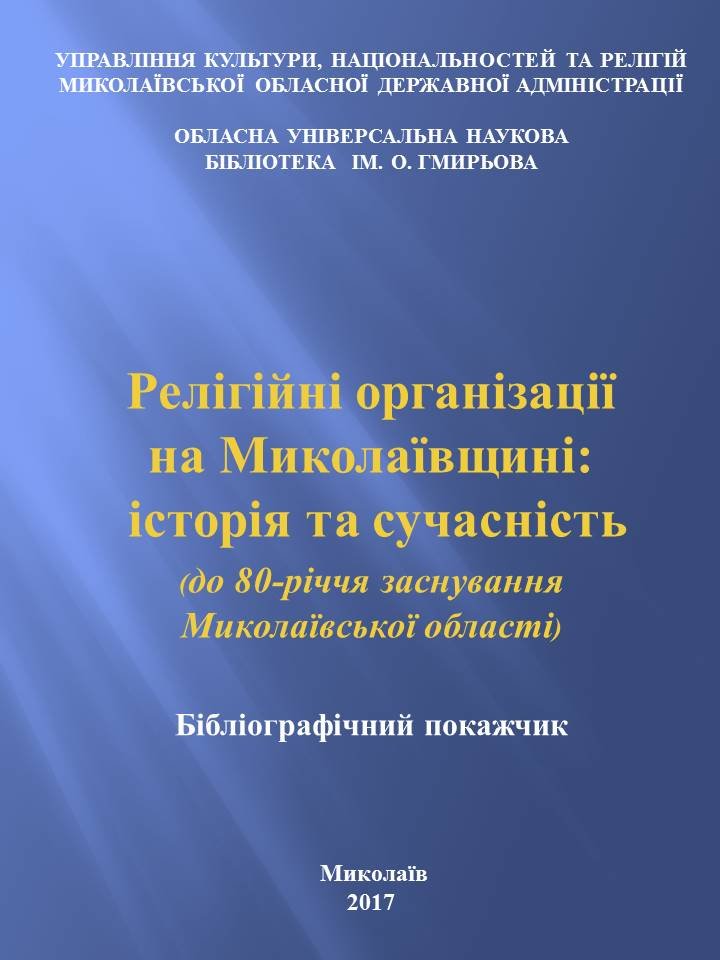 УПРАВЛІННЯ КУЛЬТУРИ, НАЦІОНАЛЬНОСТЕЙ ТА РЕЛІГІЙ
МИКОЛАЇВСЬКОЇ ОБЛАСНОЇ ДЕРЖАВНОЇ АДМІНІСТРАЦІЇ
ОБЛАСНА УНІВЕРСАЛЬНА НАУКОВА
БІБЛІОТЕКА ІМ. О. ГМИРЬОВА
Релігійні організації
на Миколаївщині:
історія та сучасність
(до 80-річчя заснування
Миколаївської області)
Бібліографічний покажчик
Миколаїв
2017